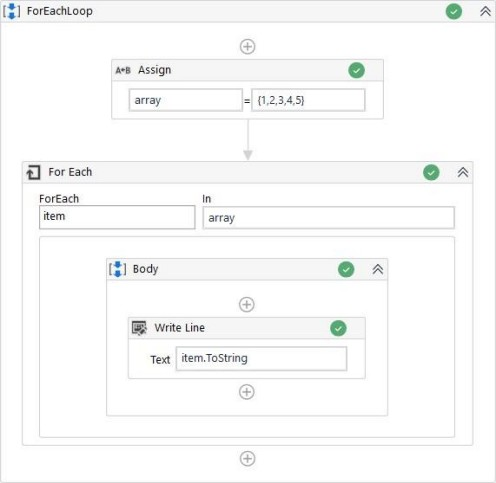 ForEachLoop
A+B Assign
array = {1,2,3,4,5}
For Each
ForEach In
item array
Body
Write Line
Text item.ToString